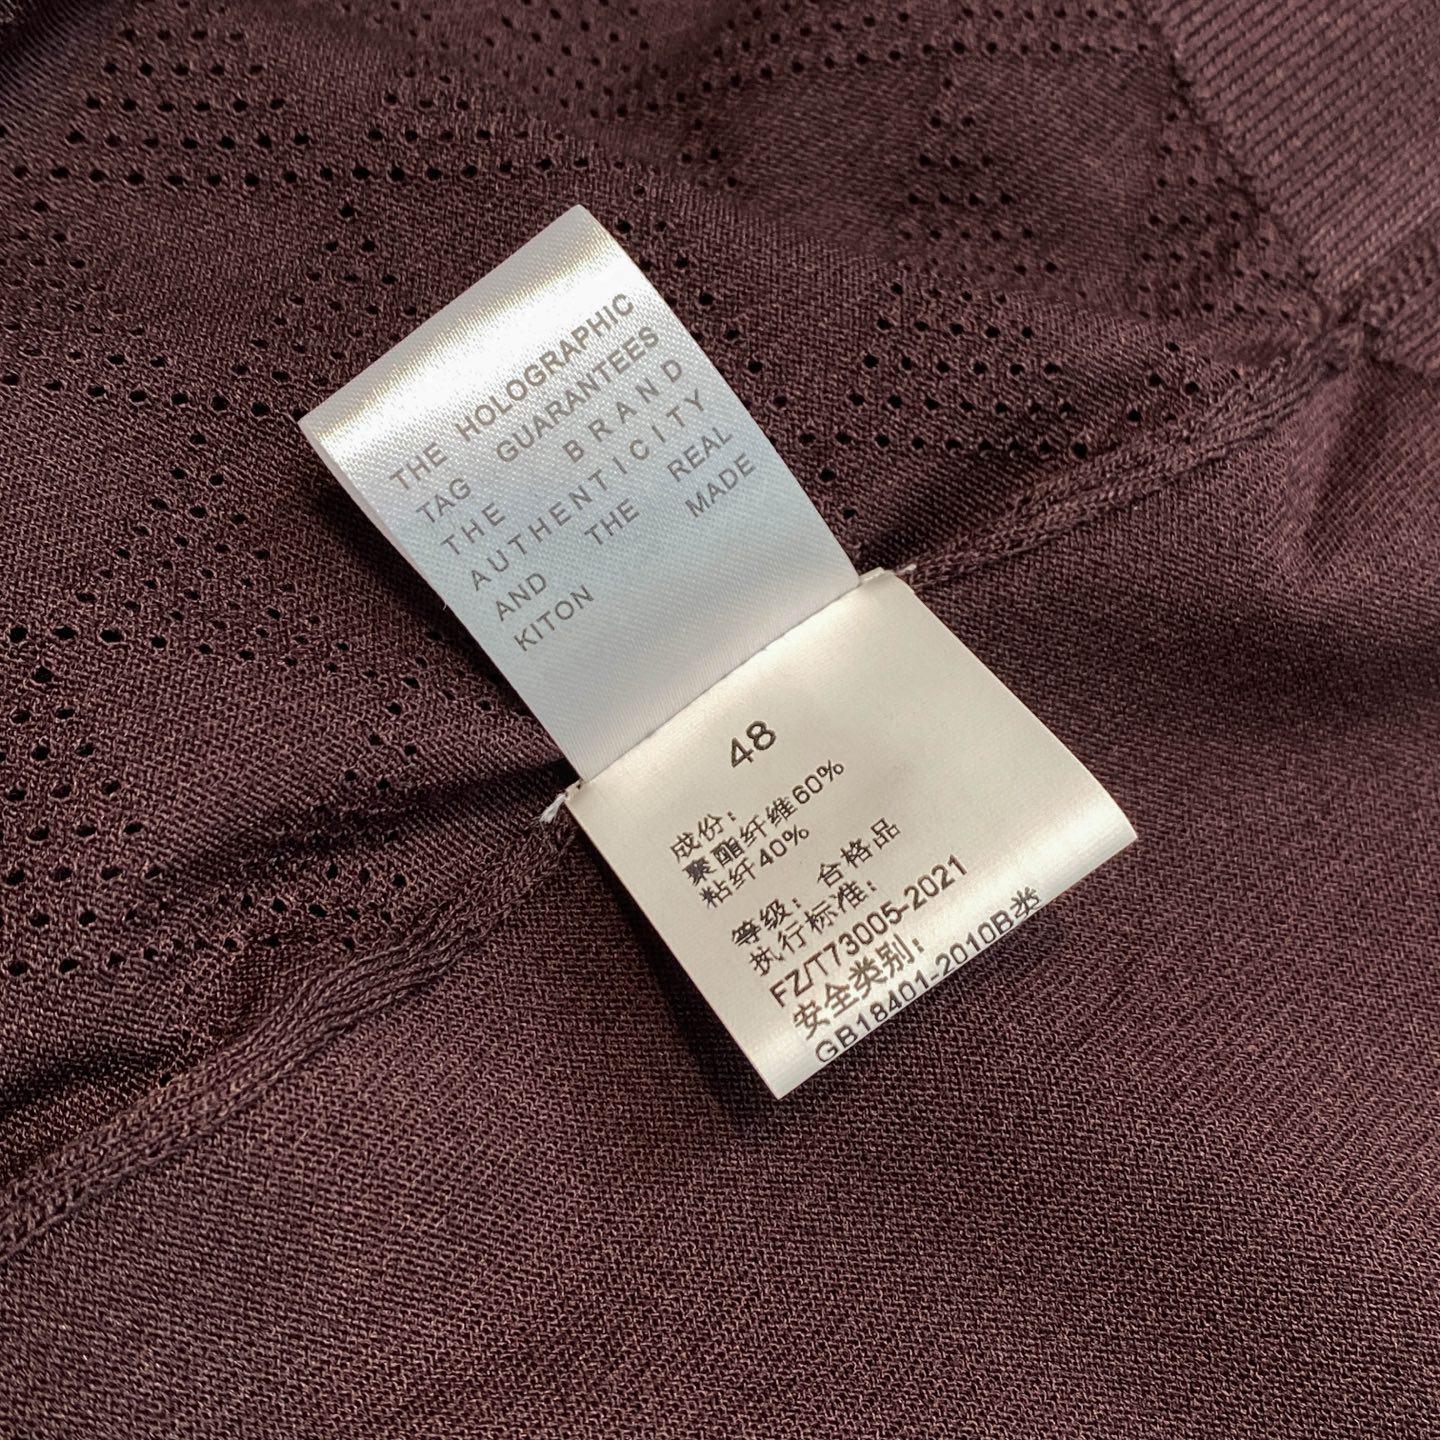 THE HOLOGRAPHIC
TAG GUARANTEES
THE BRAND
AUTHENTICITY
AND THE REAL
KITON MADE
48
成份：
聚酯纤维60%
粘纤40%
等级：合格品
执行标准：
FZ/T73005-2021
安全类别：
GB18401-2010B类